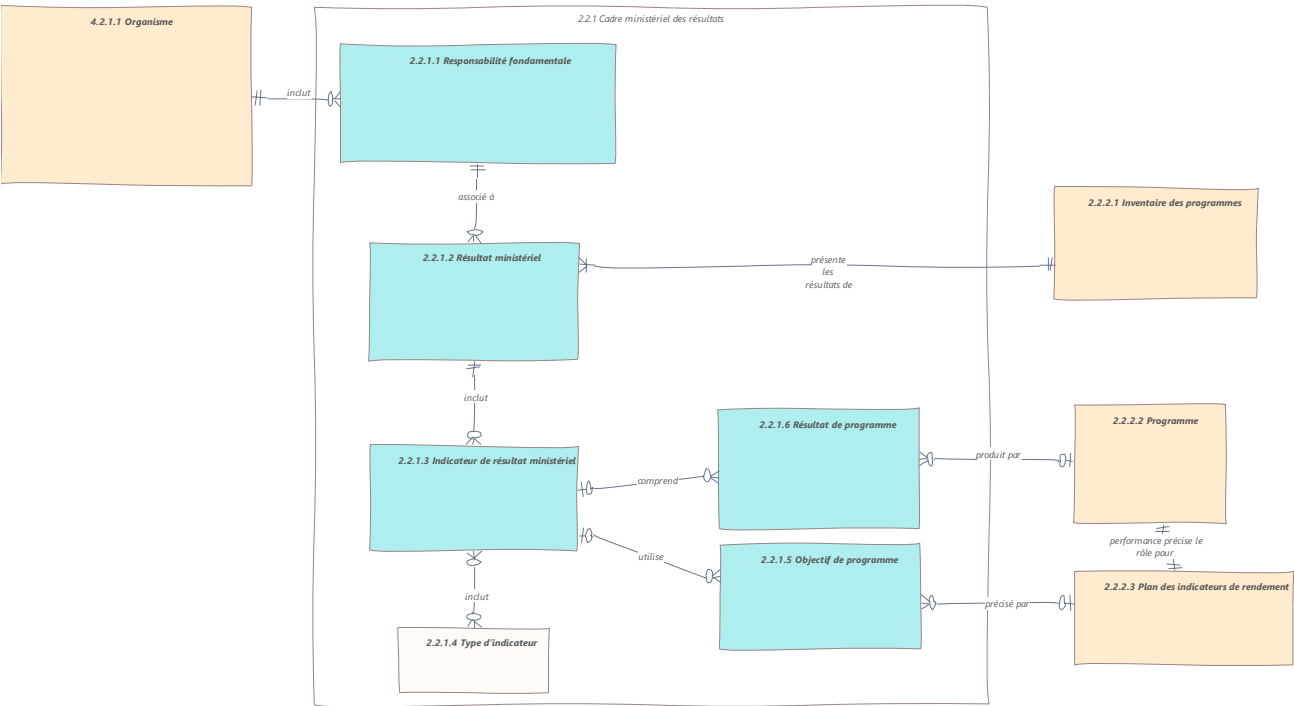 4.2.1.1 Organisme
2.2.1 Cadre ministériel des résultats
2.2.1.1 Responsabilité fondamentale
inclut
associé à
2.2.2.1 Inventaire des programmes
2.2.1.2 Résultat ministériel
présente
les
résultats de
inclut
2.2.1.6 Résultat de programme
2.2.2.2 Programme
2.2.1.3 Indicateur de résultat ministériel
produit par
comprend
performance précise le
rôle pour
utilise
2.2.1.5 Objectif de programme
2.2.2.3 Plan des indicateurs de rendement
inclut
précisé par
2.2.1.4 Type d'indicateur